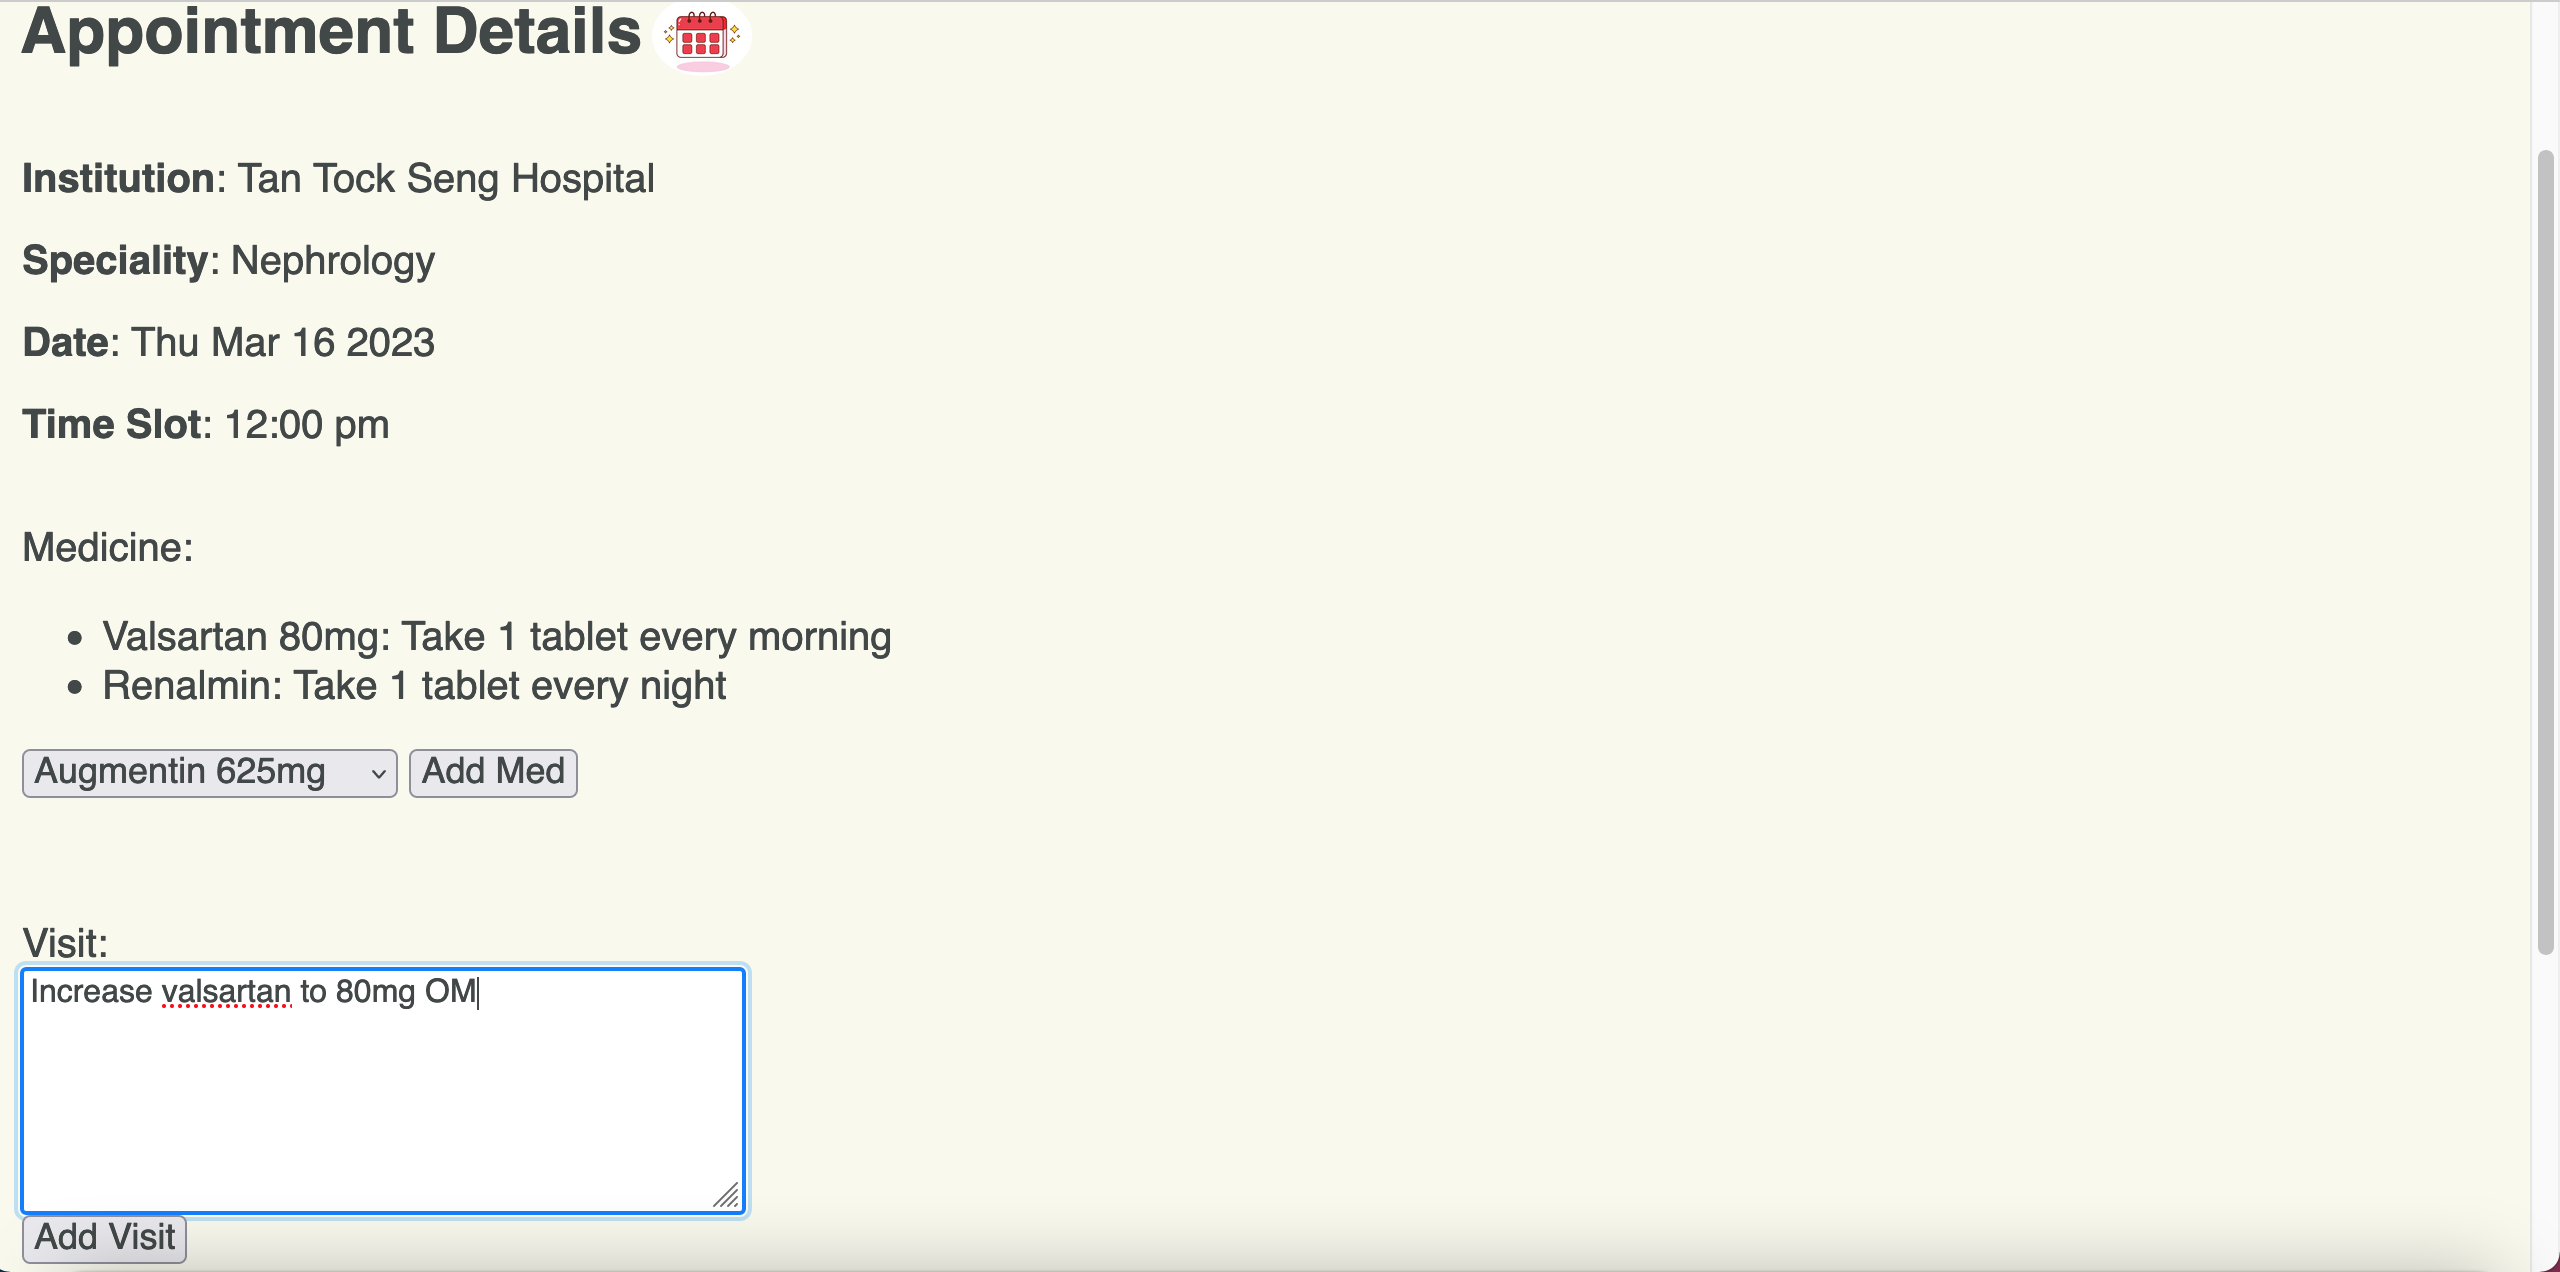 Appointment Details
Institution: Tan Tock Seng Hospital
Speciality: Nephrology
Date: Thu Mar 16 2023
Time Slot: 12:00 pm
Medicine:
• Valsartan 80mg: Take 1 tablet every morning
• Renalmin: Take 1 tablet every night
Augmentin 625mg Add Med
Visit:
Increase valsartan to 80mg OM
Add Visit